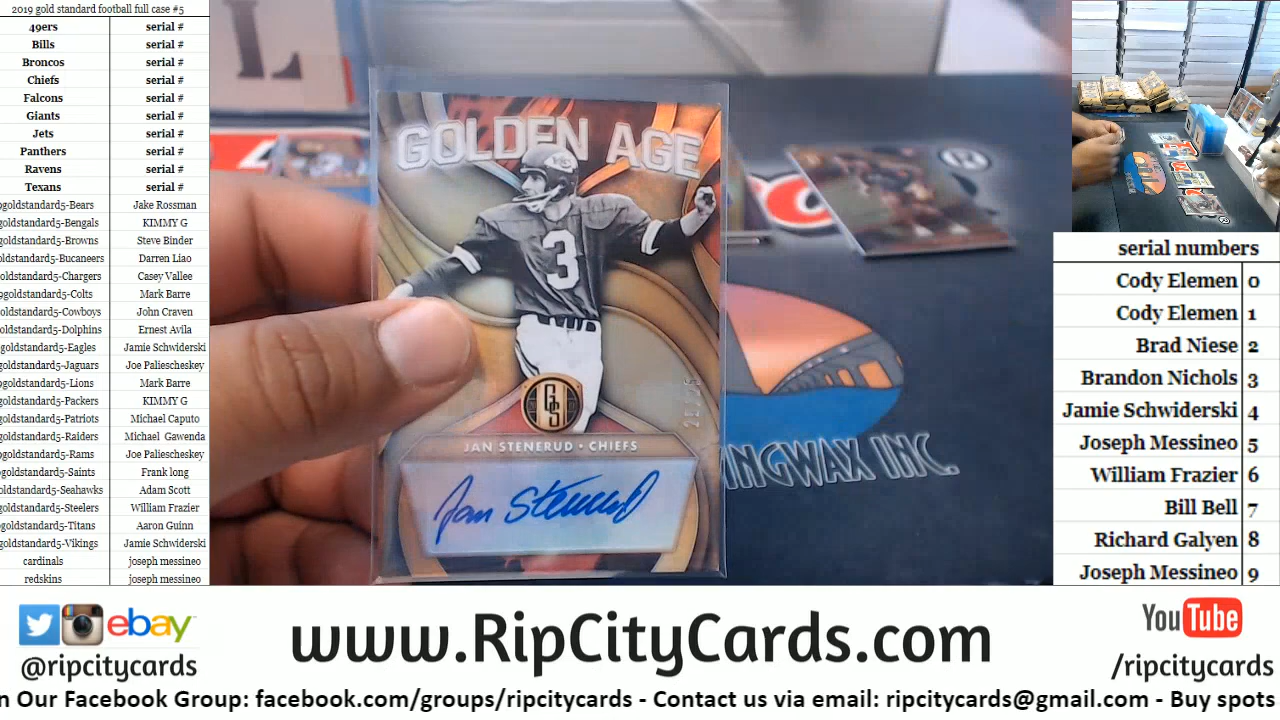 2019 gold standard football full case #5
49ers serial #
Bills serial #
Broncos serial #
Chiefs serial #
Falcons serial #
Giants serial #
Jets serial #
Panthers serial #
Ravens serial #
Texans serial #
goldstandard5-Bears Jake Rossman
goldstandard5-Bengals KIMMY G
goldstandard5-Browns Steve Binder
goldstandard5-Bucaneers Darren Liao
goldstandard5-Chargers Casey Vallee
9goldstandard5-Colts Mark Barre
goldstandard5-Cowboys John Craven
goldstandard5-Dolphins Ernest Avila
goldstandard5-Eagles Jamie Schwiderski
goldstandard5-Jaguars Joe Paliescheskey
goldstandard5-Lions Mark Barre
goldstandard5-Packers KIMMY G
goldstandard5-Patriots Michael Caputo
goldstandard5-Raiders Michael Gawenda
goldstandard5-Rams Joe Paliescheskey
goldstandard5-Saints Frank long
goldstandard5-Seahawks Adam Scott
goldstandard5-Steelers William Frazier
goldstandard5-Titans Aaron Guinn
goldstandard5-Vikings Jamie Schwiderski
cardinals joseph messineo
redskins joseph messineo
GOLDEN AGE
KC
3
GS
JAN STENERUD • CHIEFS
Jan Stenerud
INGWAX INC.
serial numbers
Cody Elemen 0
Cody Elemen 1
Brad Niese 2
Brandon Nichols 3
Jamie Schwiderski 4
Joseph Messineo 5
William Frazier 6
Bill Bell 7
Richard Galyen 8
Joseph Messineo 9
ebay
@ripcitycards
www.RipCityCards.com
YouTube
/ripcitycards
n Our Facebook Group: facebook.com/groups/ripcitycards - Contact us via email: ripcitycards@gmail.com - Buy spots